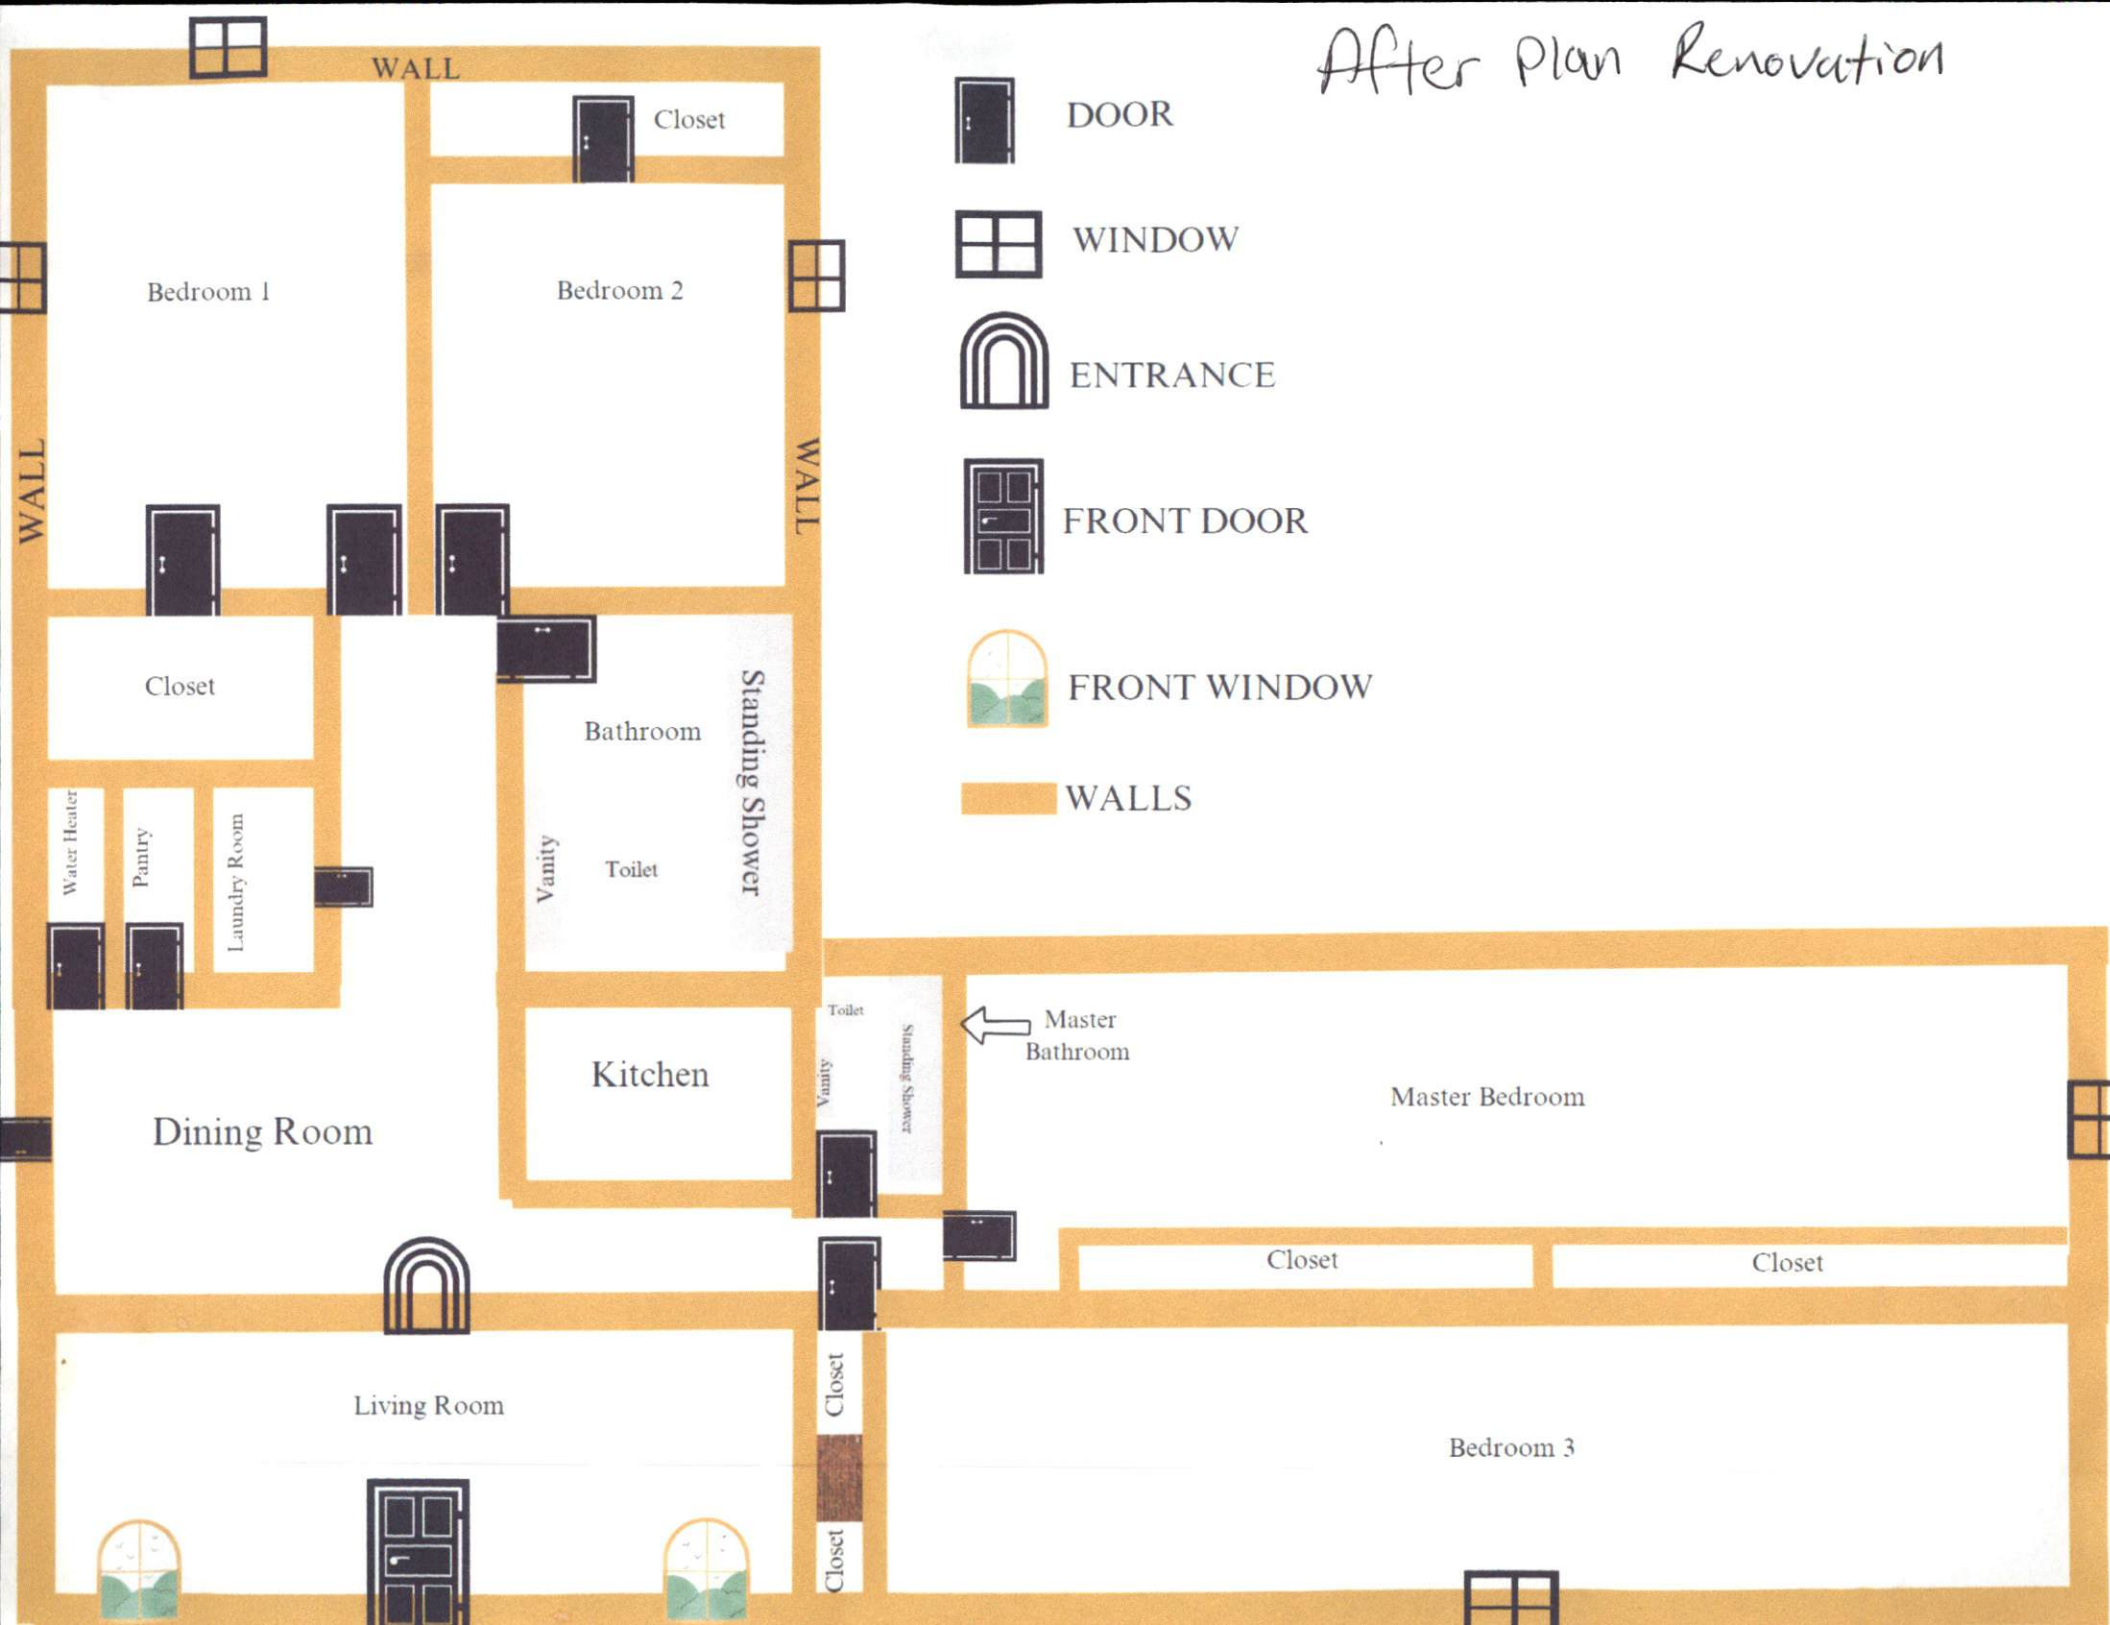 After Plan Renovation
WALL
Closet
DOOR
WINDOW
Bedroom 1
Bedroom 2
ENTRANCE
WALL
WALL
FRONT DOOR
Closet
Standing Shower
FRONT WINDOW
Bathroom
WALLS
Water Heater
Pantry
Laundry Room
Vanity
Toilet
Toilet
Standing Shower
Vanity
Master
Bathroom
Kitchen
Master Bedroom
Dining Room
Closet
Closet
Closet
Living Room
Bedroom 3
Closet